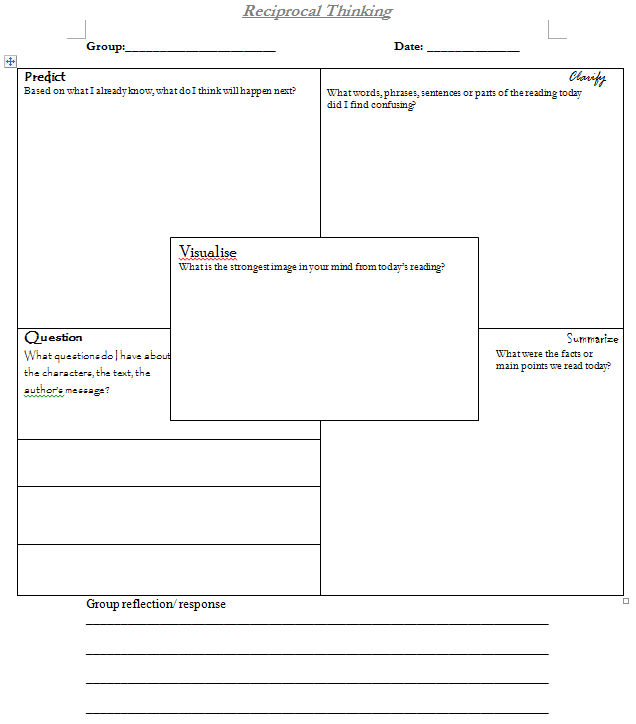 Reciprocal Thinking
Group:_______________________ Date: ______________
Predict
Based on what I already know, what do I think will happen next?
Clarify
What words, phrases, sentences or parts of the reading today
did I find confusing?
Visualise
What is the strongest image in your mind from today's reading?
Question
What questions do I have about
the characters, the text, the
author's message?
Summarize
What were the facts or
main points we read today?
Group reflection/ response